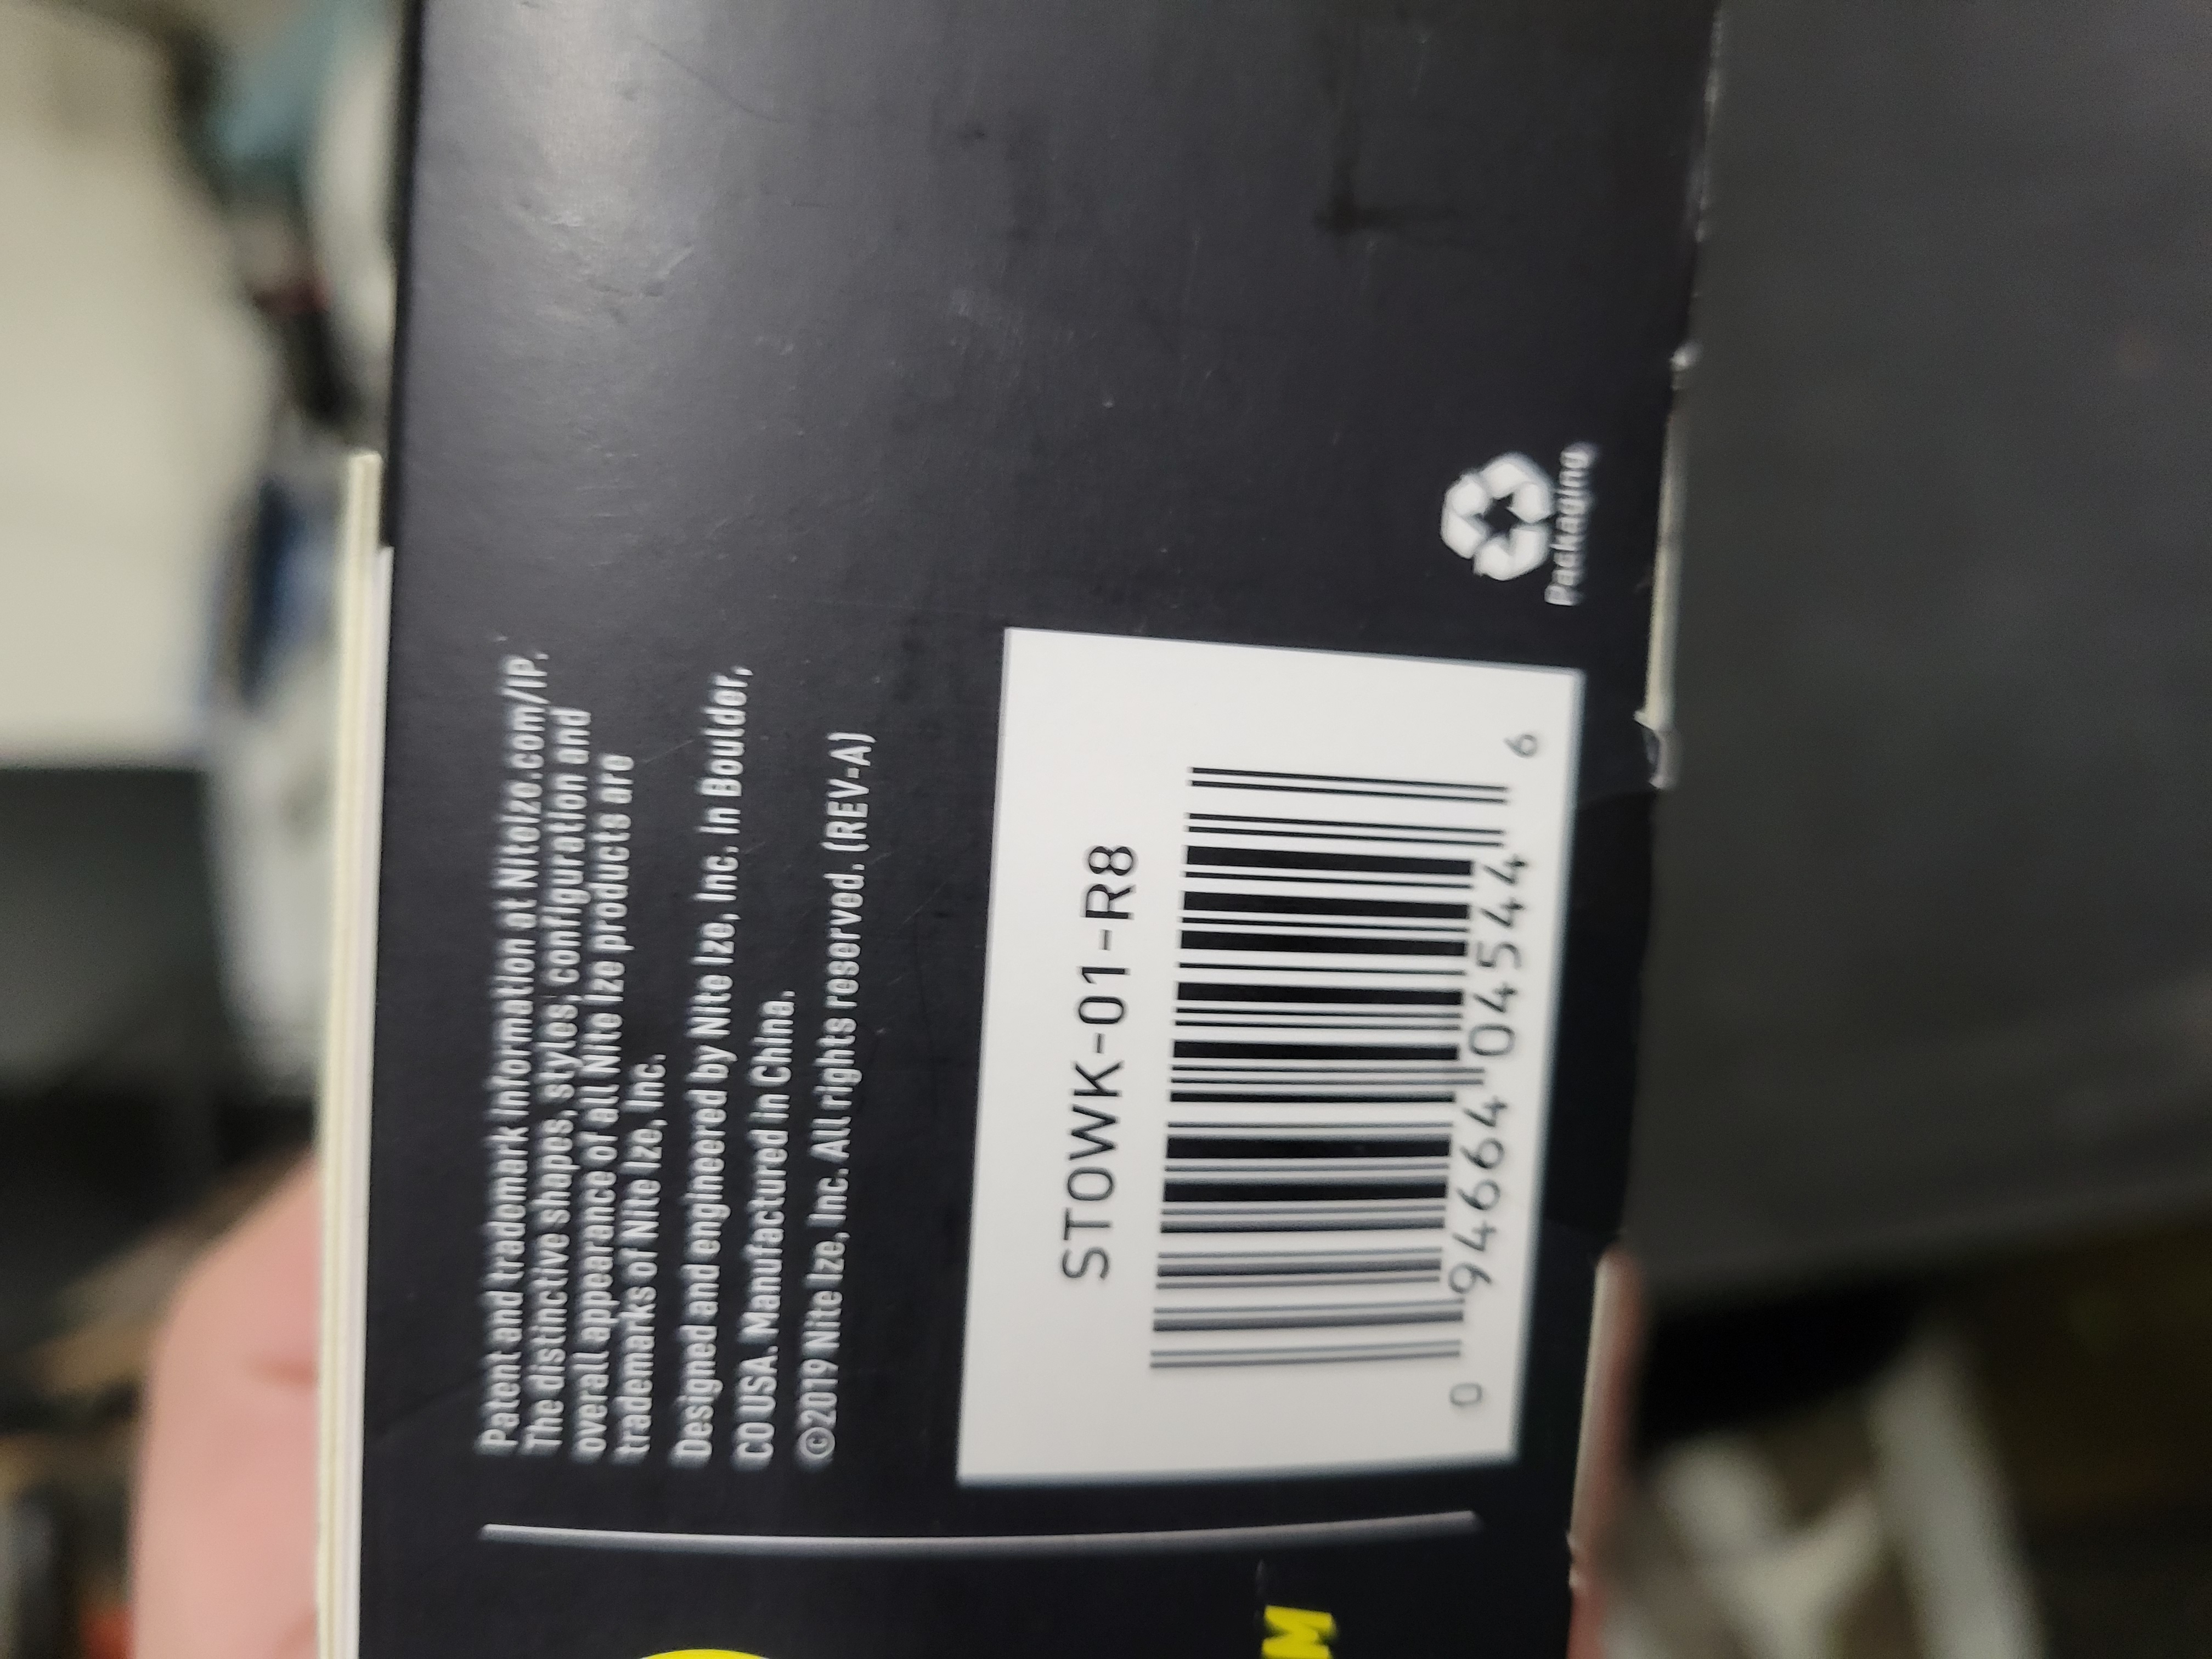 Patent and trademark information at NiteIze.com/IP.
The distinctive shapes, styles, configuration and
overall appearance of all Nite Ize products are
trademarks of Nite Ize, Inc.
Designed and engineered by Nite Ize, Inc. in Boulder,
CO USA. Manufactured in China.
©2019 Nite Ize, Inc. All rights reserved. (REV-A)
STOWK-01-R8
0 94664 04544 6
Packaging
M